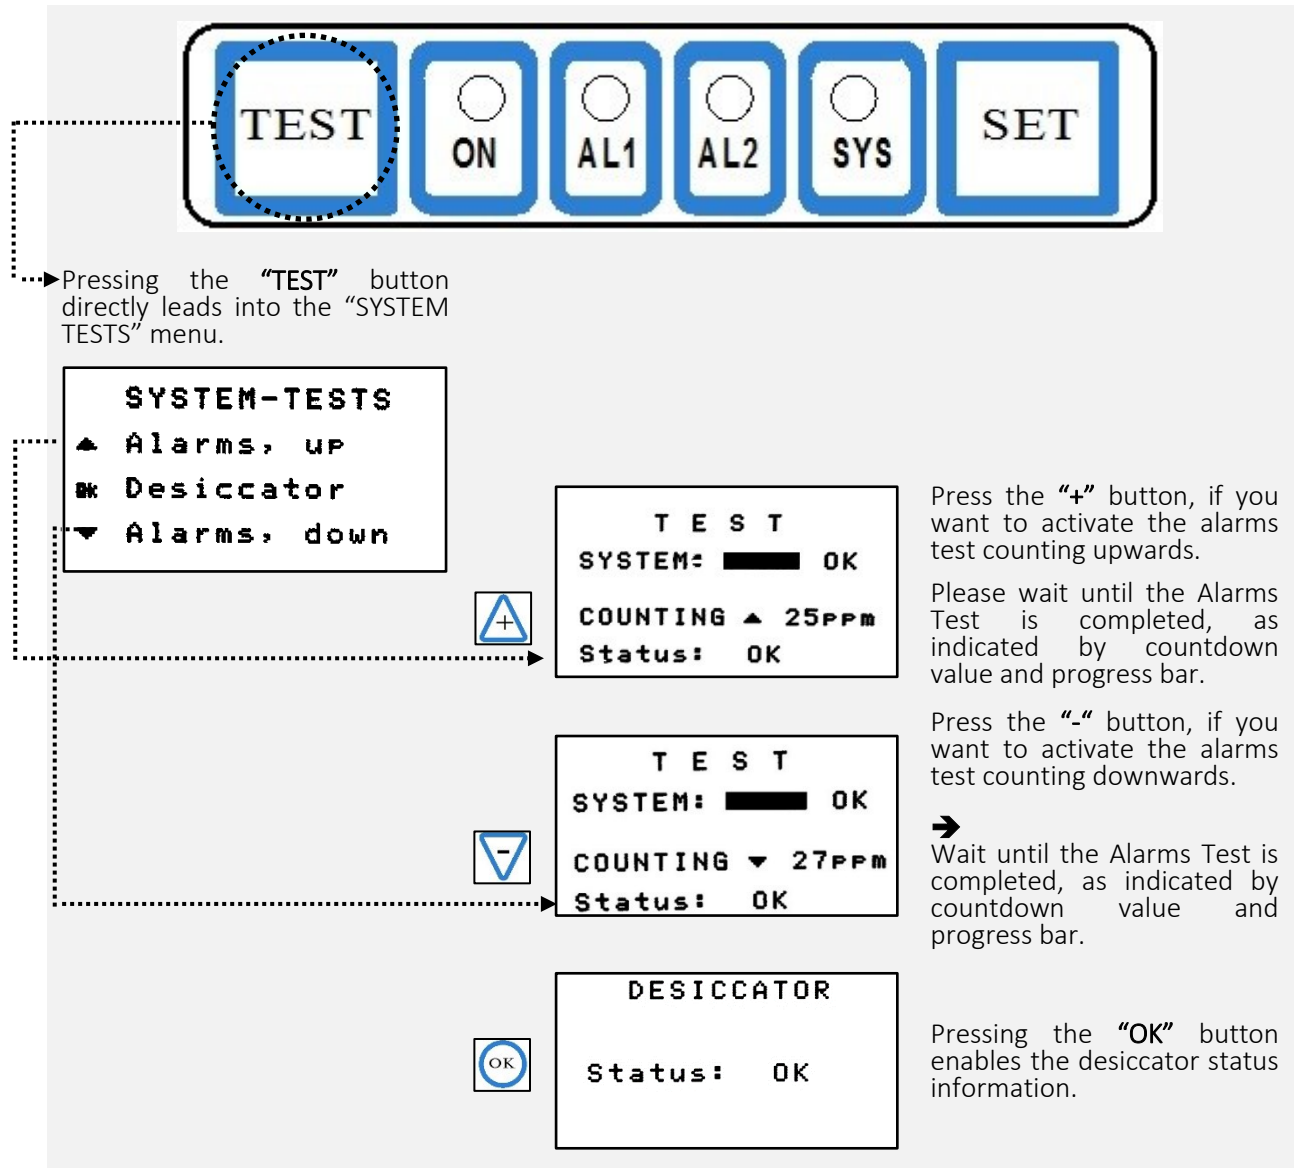 TEST
ON
AL1
AL2
SYS
SET
Pressing the “TEST” button
directly leads into the “SYSTEM
TESTS” menu.
SYSTEM-TESTS
▲ Alarms, up
OK Desiccator
▼ Alarms, down
+
T E S T
SYSTEM: OK
COUNTING ▲ 25ppm
Status: OK
Press the “+” button, if you
want to activate the alarms
test counting upwards.
Please wait until the Alarms
Test is completed, as
indicated by countdown
value and progress bar.
-
T E S T
SYSTEM: OK
COUNTING ▼ 27ppm
Status: OK
Press the “-“ button, if you
want to activate the alarms
test counting downwards.
➔
Wait until the Alarms Test is
completed, as indicated by
countdown value and
progress bar.
OK
DESICCATOR
Status: OK
Pressing the “OK” button
enables the desiccator status
information.